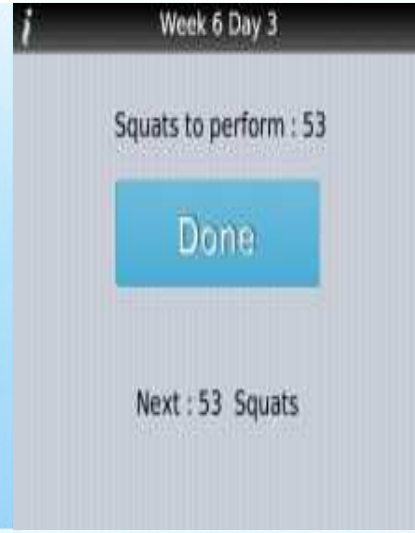 i Week 6 Day 3
Squats to perform : 53
Done
Next : 53 Squats